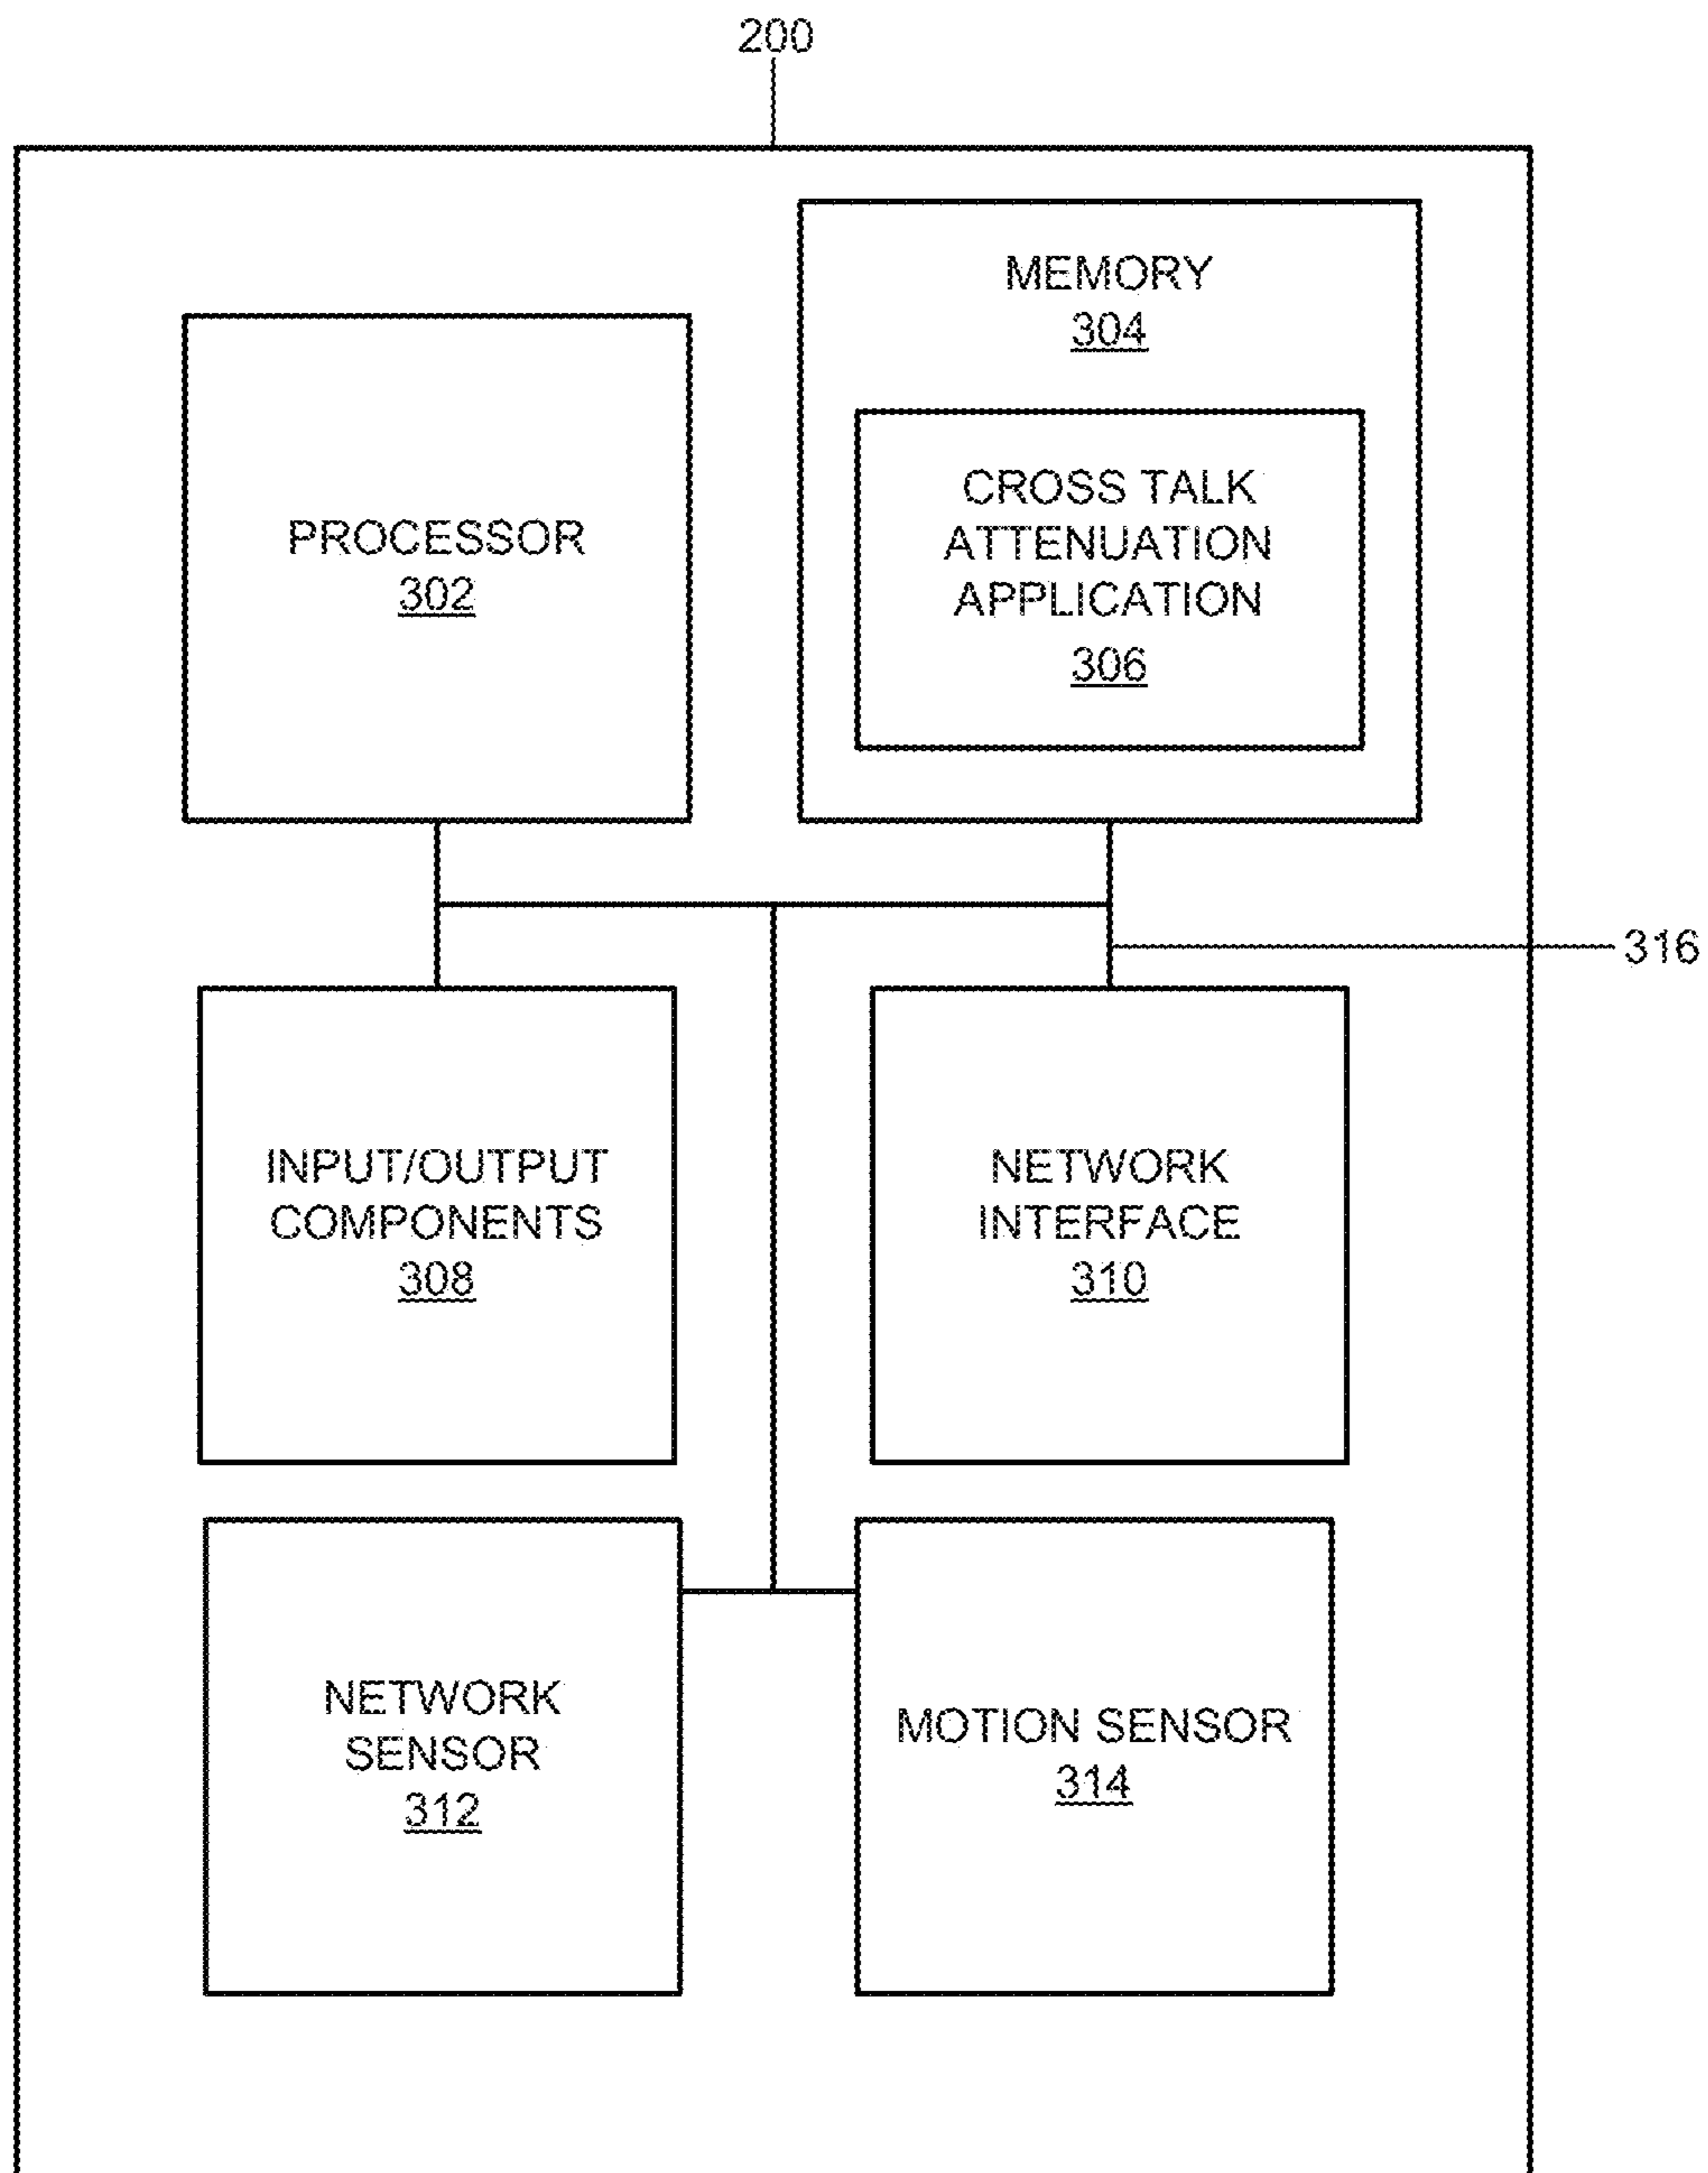 200
MEMORY
304
PROCESSOR
302
CROSS TALK
ATTENUATION
APPLICATION
306
316
INPUT/OUTPUT
COMPONENTS
308
NETWORK
INTERFACE
310
NETWORK
SENSOR
312
MOTION SENSOR
314